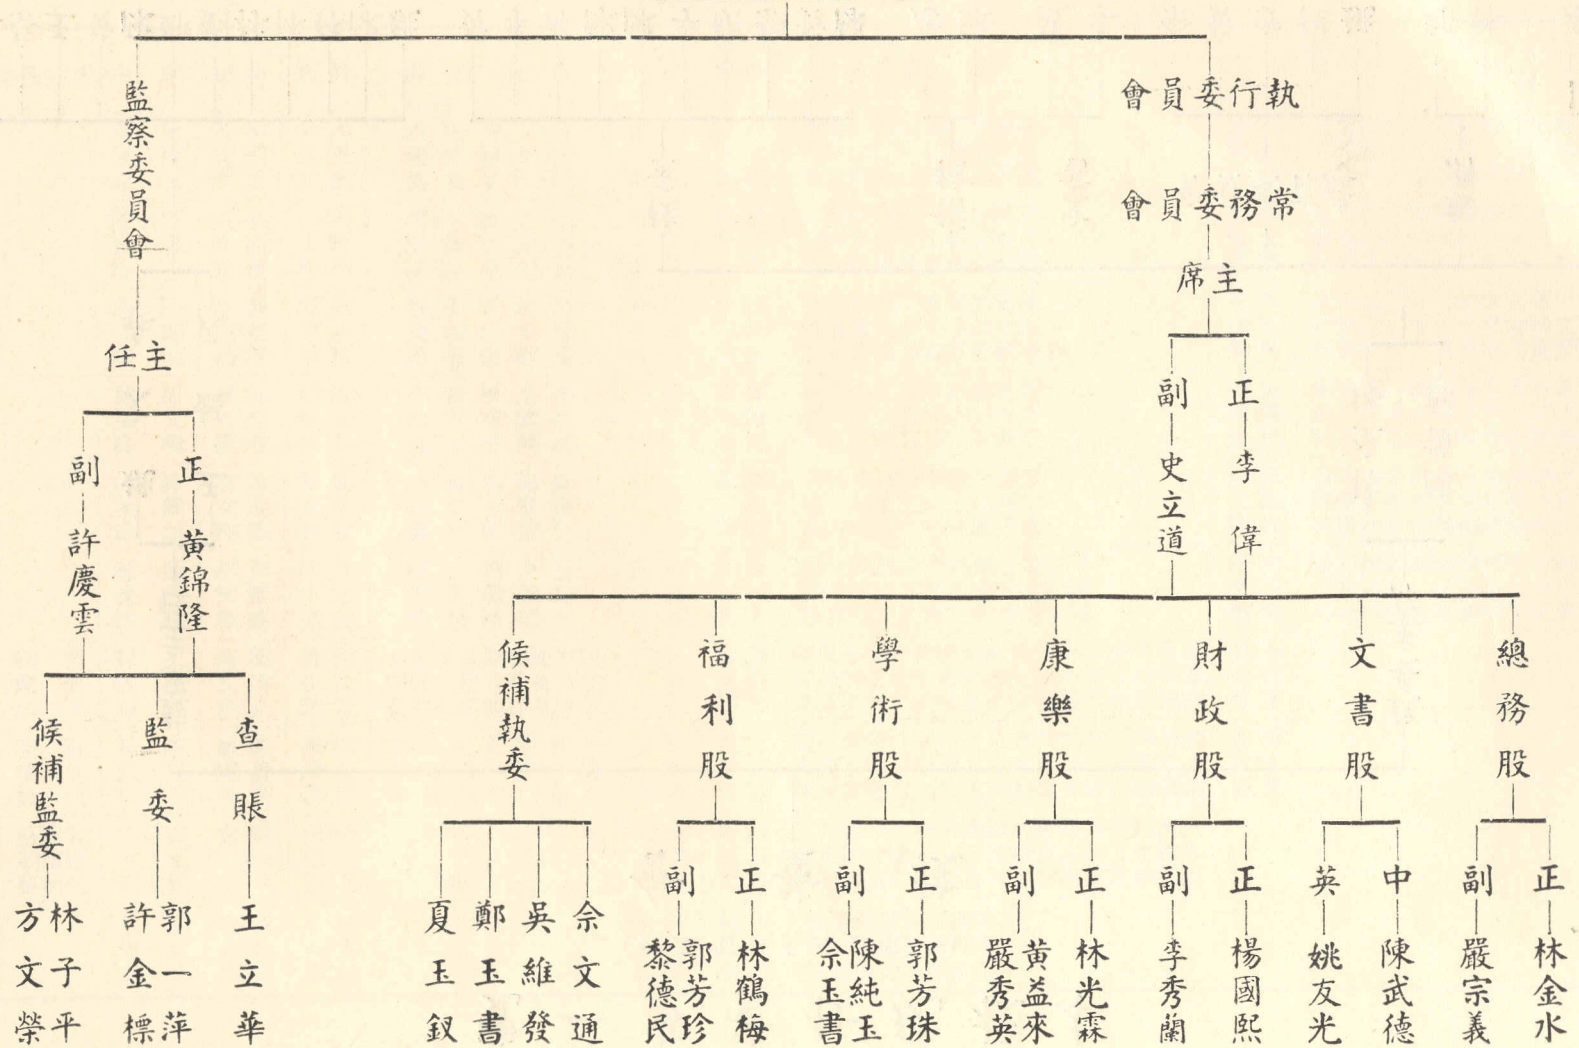 執行委員會
常務委員會
主席
正 李偉
副 史立道
總務股
正 林金水
副 嚴宗義
文書股
中 陳武德
英 姚友光
財政股
正 楊國熙
副 李秀蘭
康樂股
正 林光霖
副 黃益來
嚴秀英
學術股
正 郭芳珠
副 陳純玉
佘玉書
福利股
正 林鶴梅
副 郭芳珍
黎德民
候補執委
佘文通
吳維發
鄭玉書
夏玉釵
監察委員會
主任
正 黃錦隆
副 許慶雲
查賬
王立華
監委
郭一萍
許金標
候補監委
林子平
方文榮